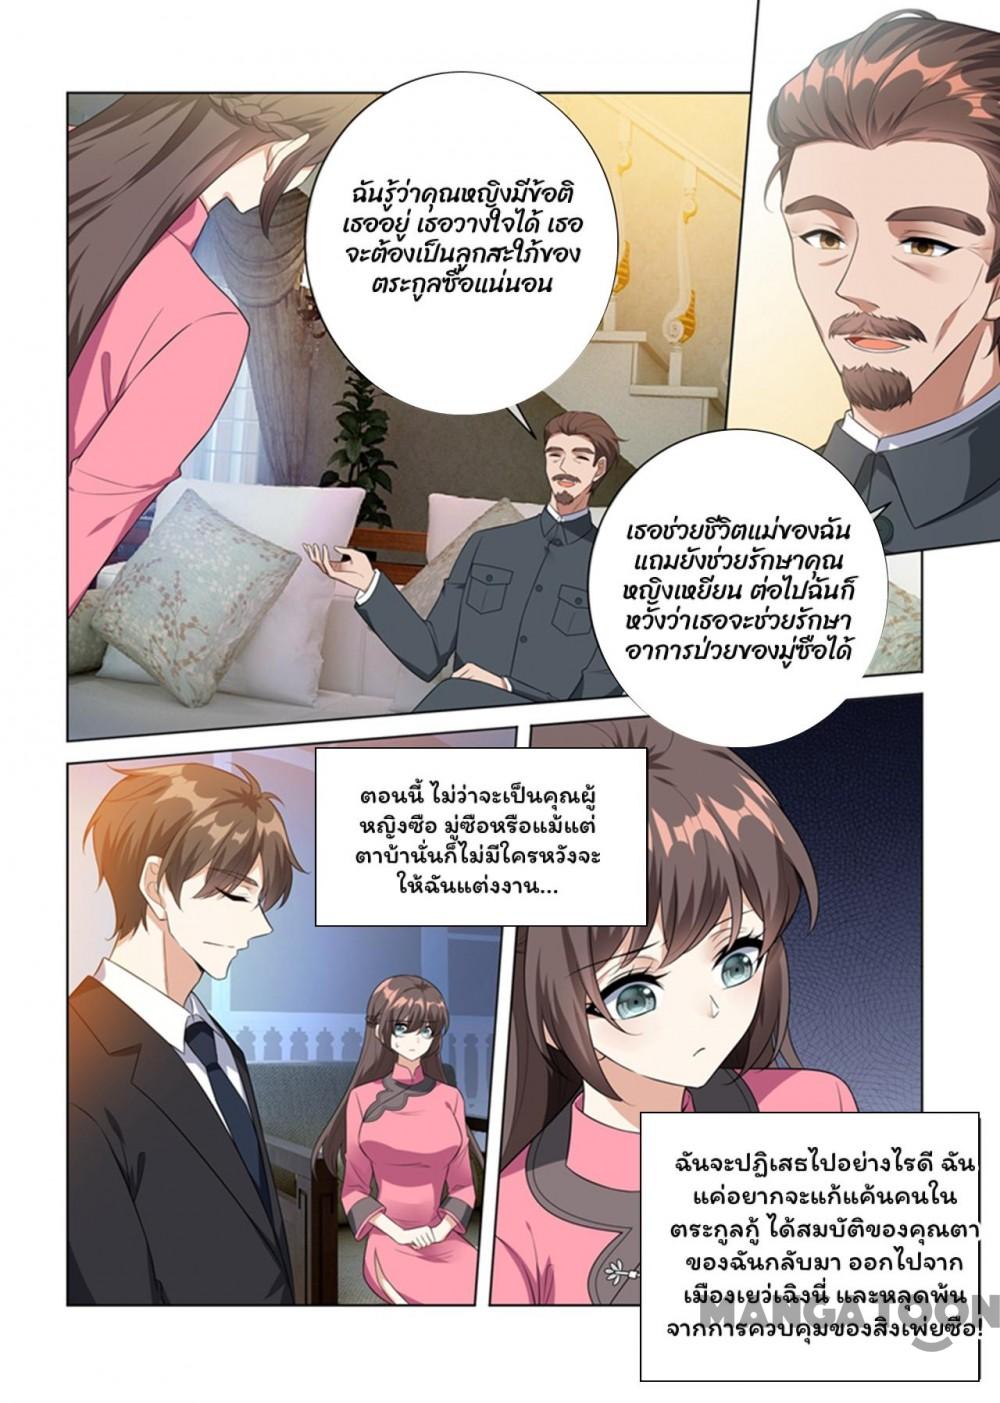 ฉันรู้ว่าคุณหญิงมีข้อติ
เธออยู่ เธอวางใจได้ เธอ
จะต้องเป็นลูกสะใภ้ของ
ตระกูลซือแน่นอน
เธอช่วยชีวิตแม่ของฉัน
แถมยังช่วยรักษาคุณ
หญิงเหยียน ต่อไปฉันก็
หวังว่าเธอจะช่วยรักษา
อาการป่วยของมู่ซือได้
ตอนนี้ ไม่ว่าจะเป็นคุณผู้
หญิงซือ มู่ซือหรือแม้แต่
ตาบ้านั่นก็ไม่มีใครหวังจะ
ให้ฉันแต่งงาน...
ฉันจะปฏิเสธไปอย่างไรดี ฉัน
แค่อยากจะแก้แค้นคนใน
ตระกูลกู้ ได้สมบัติของคุณตา
ของฉันกลับมา ออกไปจาก
เมืองเยว่เฉิงนี่ และหลุดพ้น
จากการควบคุมของสิงเฟยซือ!
MANGATOON